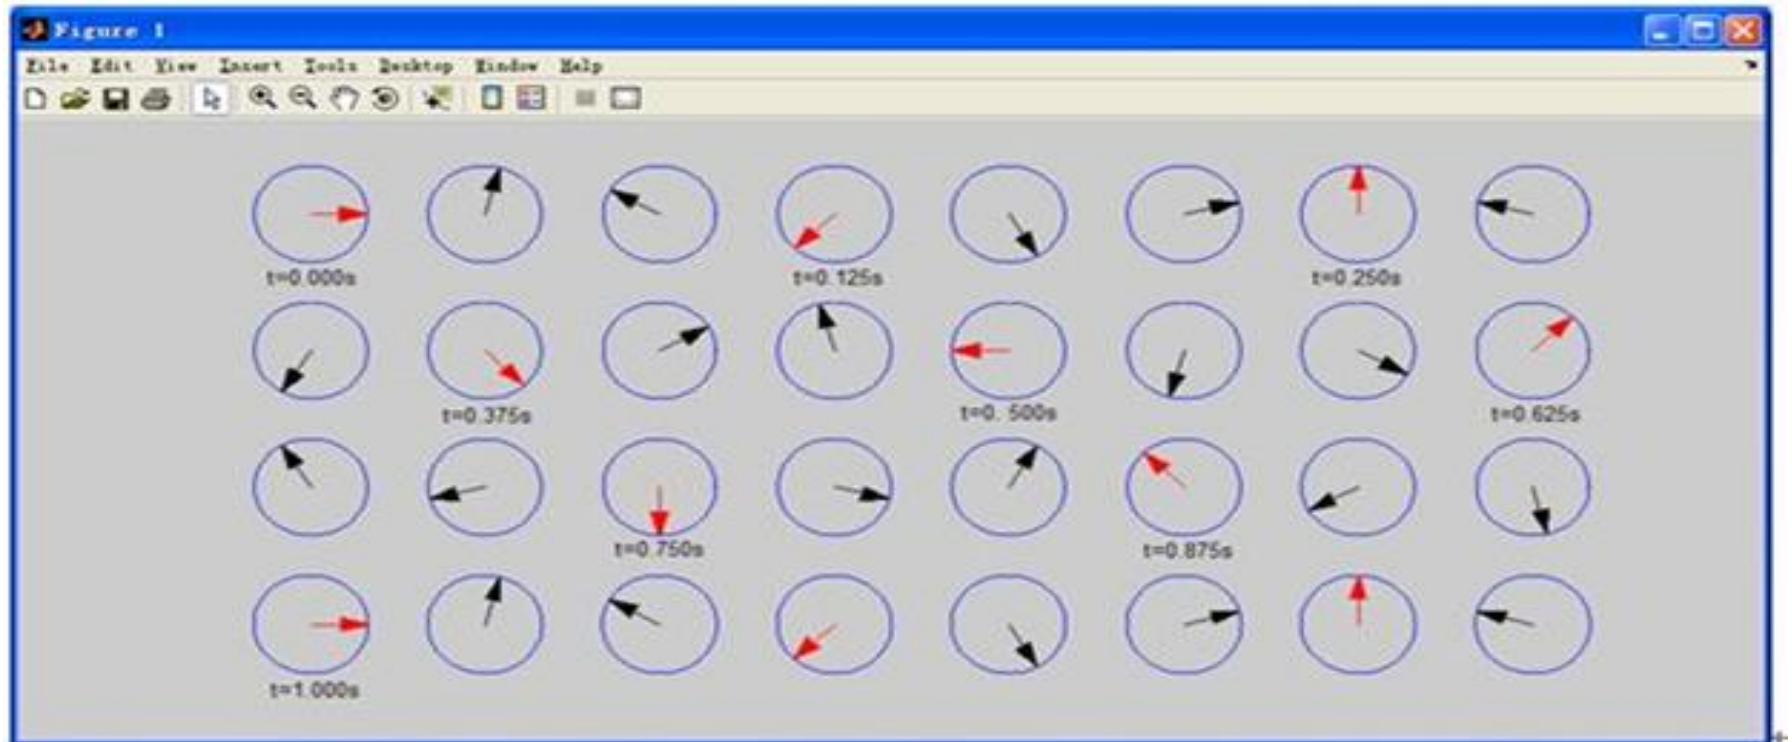 Figure 1
File Edit View Insert Tools Desktop Window Help
t=0.000s t=0.125s t=0.250s
t=0.375s t=0. 500s t=0.625s
t=0.750s t=0.875s
t=1.000s